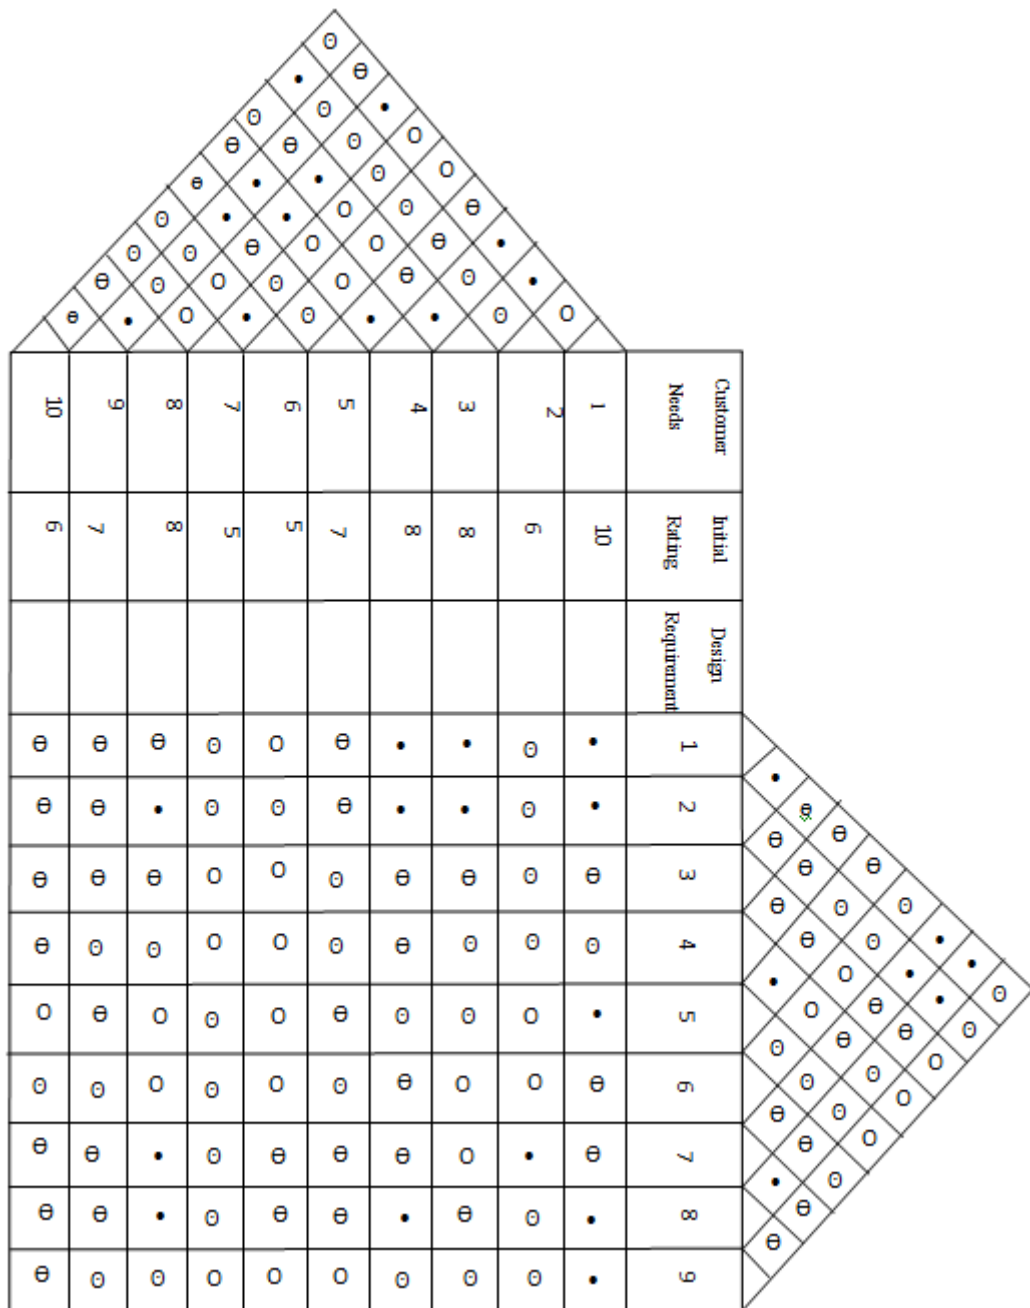 Customer Needs
Initial Rating
Design Requirement
1 2 3 4 5 6 7 8 9
1 10 • • Ө ʘ • Ө Ө • •
2 6 ʘ ʘ ʘ ʘ O O • ʘ ʘ
3 8 • • Ө ʘ O O O Ө ʘ
4 8 • • Ө Ө ʘ Ө Ө • ʘ
5 7 Ө Ө ʘ ʘ Ө ʘ Ө Ө O
6 5 O ʘ O O O O Ө Ө O
7 5 ʘ ʘ O O ʘ ʘ ʘ ʘ O
8 8 Ө • Ө ʘ O O • • ʘ
9 7 Ө Ө Ө ʘ Ө ʘ Ө Ө ʘ
10 6 Ө Ө Ө Ө O ʘ Ө Ө Ө